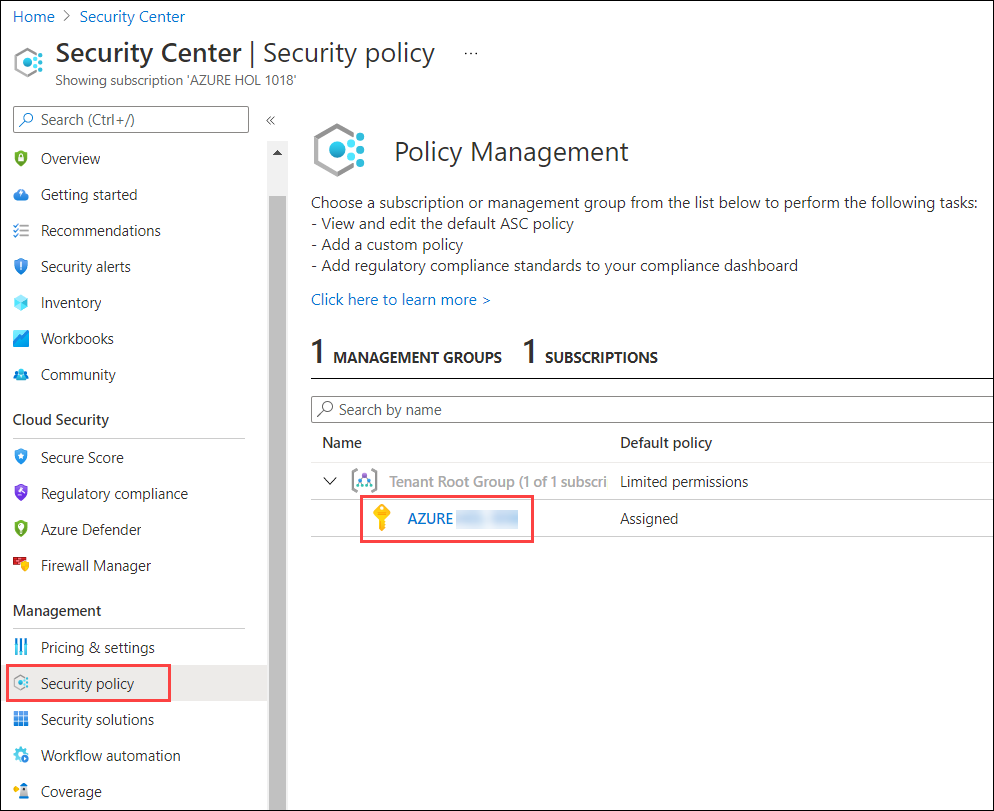 Home > Security Center
Security Center | Security policy ...
Showing subscription 'AZURE HOL 1018'
Search (Ctrl+/)
«
Overview
Getting started
Recommendations
Security alerts
Inventory
Workbooks
Community
Cloud Security
Secure Score
Regulatory compliance
Azure Defender
Firewall Manager
Management
Pricing & settings
Security policy
Security solutions
Workflow automation
Coverage
Policy Management
Choose a subscription or management group from the list below to perform the following tasks:
- View and edit the default ASC policy
- Add a custom policy
- Add regulatory compliance standards to your compliance dashboard
Click here to learn more >
1 MANAGEMENT GROUPS 1 SUBSCRIPTIONS
Search by name
Name Default policy
Tenant Root Group (1 of 1 subscri Limited permissions
AZURE Assigned